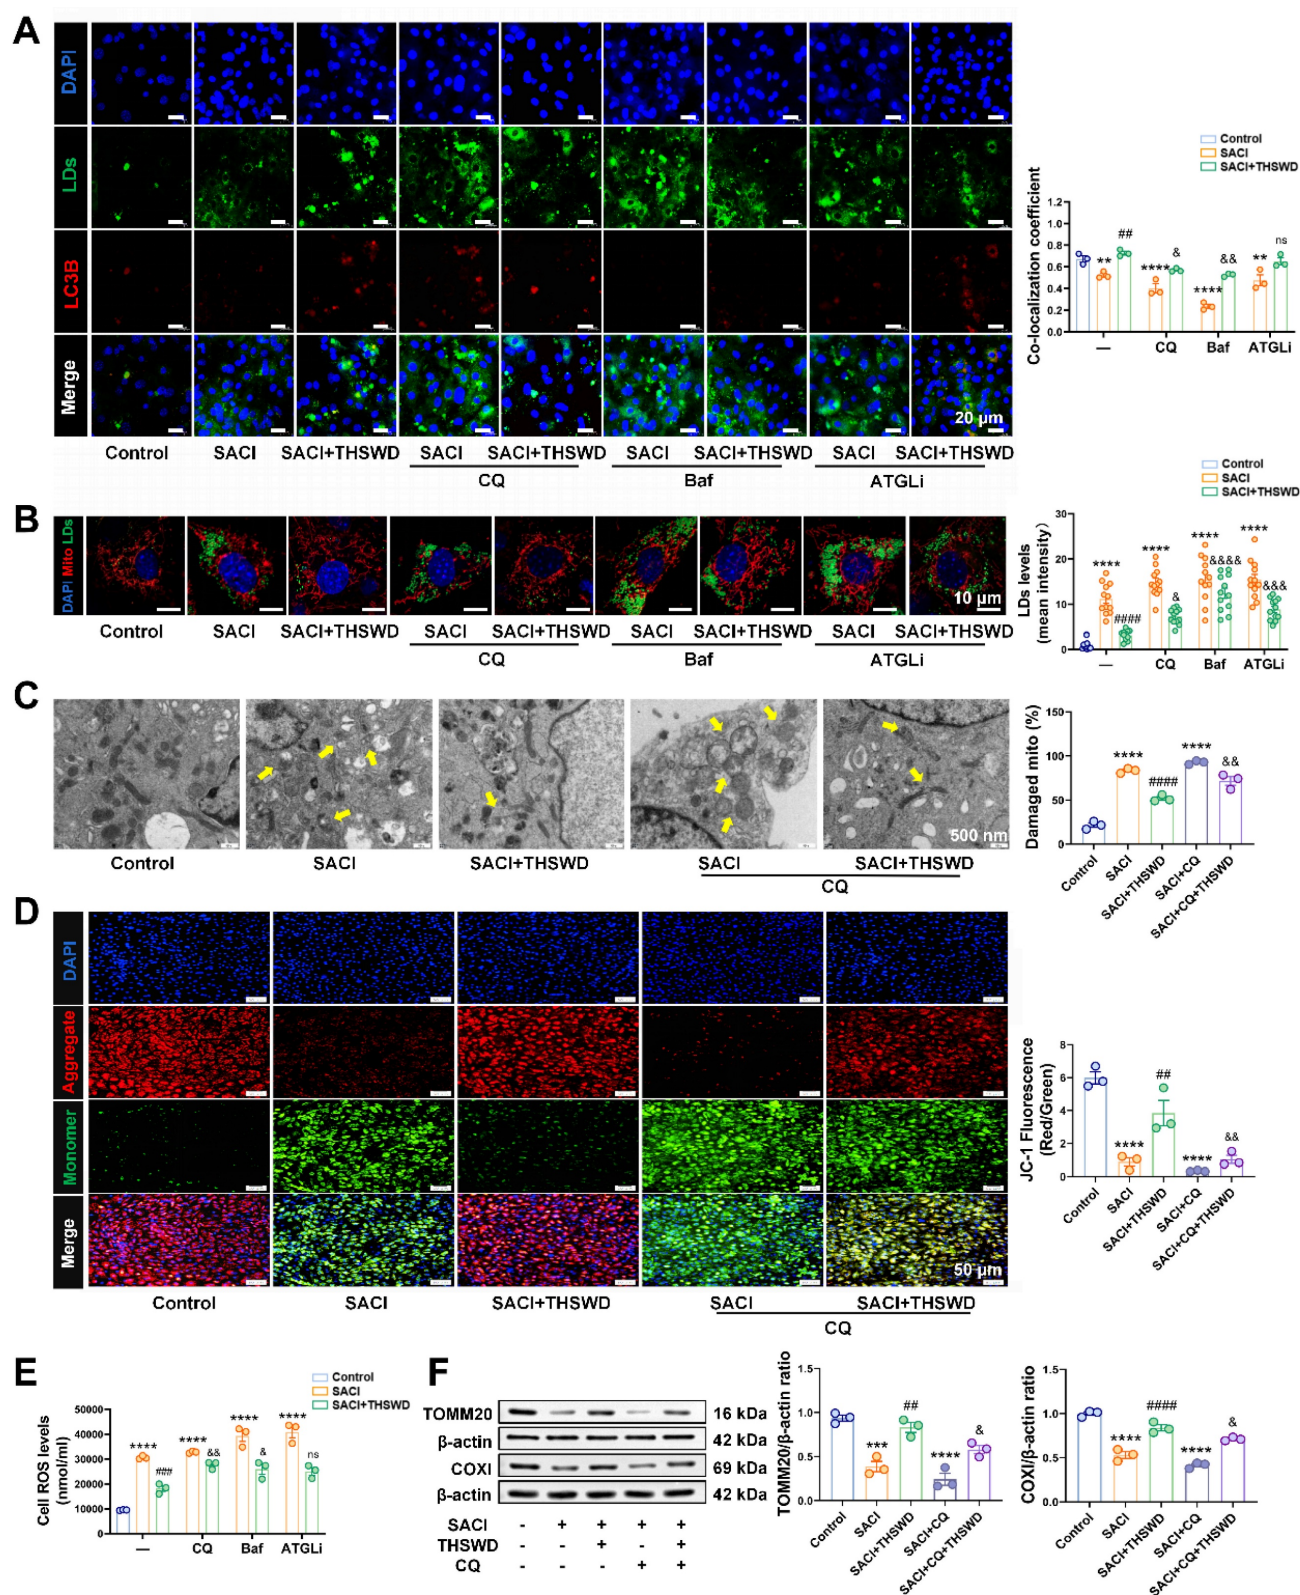 A
DAPI
LDs
LC3B
Merge
20 µm
Control SACI SACI+THSWD SACI SACI+THSWD SACI SACI+THSWD SACI SACI+THSWD
CQ Baf ATGLi
Control
SACI
SACI+THSWD
Co-localization coefficient
1.2
1.0
0.8
0.6
0.4
0.2
0.0
** ## **** & **** && ** ns
— CQ Baf ATGLi
B
DAPI Mito LDs
10 µm
Control SACI SACI+THSWD SACI SACI+THSWD SACI SACI+THSWD SACI SACI+THSWD
CQ Baf ATGLi
Control
SACI
SACI+THSWD
LDs levels
(mean intensity)
30
20
10
0
**** #### **** & **** &&&& **** &&&
— CQ Baf ATGLi
C
500 nm
Control SACI SACI+THSWD SACI SACI+THSWD
CQ
Damaged mito (%)
150
100
50
0
**** #### **** &&
Control SACI SACI+THSWD SACI+CQ SACI+CQ+THSWD
D
DAPI
Aggregate
Monomer
Merge
50 µm
Control SACI SACI+THSWD SACI SACI+THSWD
CQ
JC-1 Fluorescence
(Red/Green)
8
6
4
2
0
**** ## **** &&
Control SACI SACI+THSWD SACI+CQ SACI+CQ+THSWD
E
Control
SACI
SACI+THSWD
Cell ROS levels
(nmol/ml)
50000
40000
30000
20000
10000
0
**** ### **** && **** & **** ns
— CQ Baf ATGLi
F
TOMM20 16 kDa
β-actin 42 kDa
COXI 69 kDa
β-actin 42 kDa
SACI - + + + +
THSWD - - + - +
CQ - - - + +
TOMM20/β-actin ratio
1.5
1.0
0.5
0.0
*** ## **** &
Control SACI SACI+THSWD SACI+CQ SACI+CQ+THSWD
COXI/β-actin ratio
1.5
1.0
0.5
0.0
**** #### **** &
Control SACI SACI+THSWD SACI+CQ SACI+CQ+THSWD